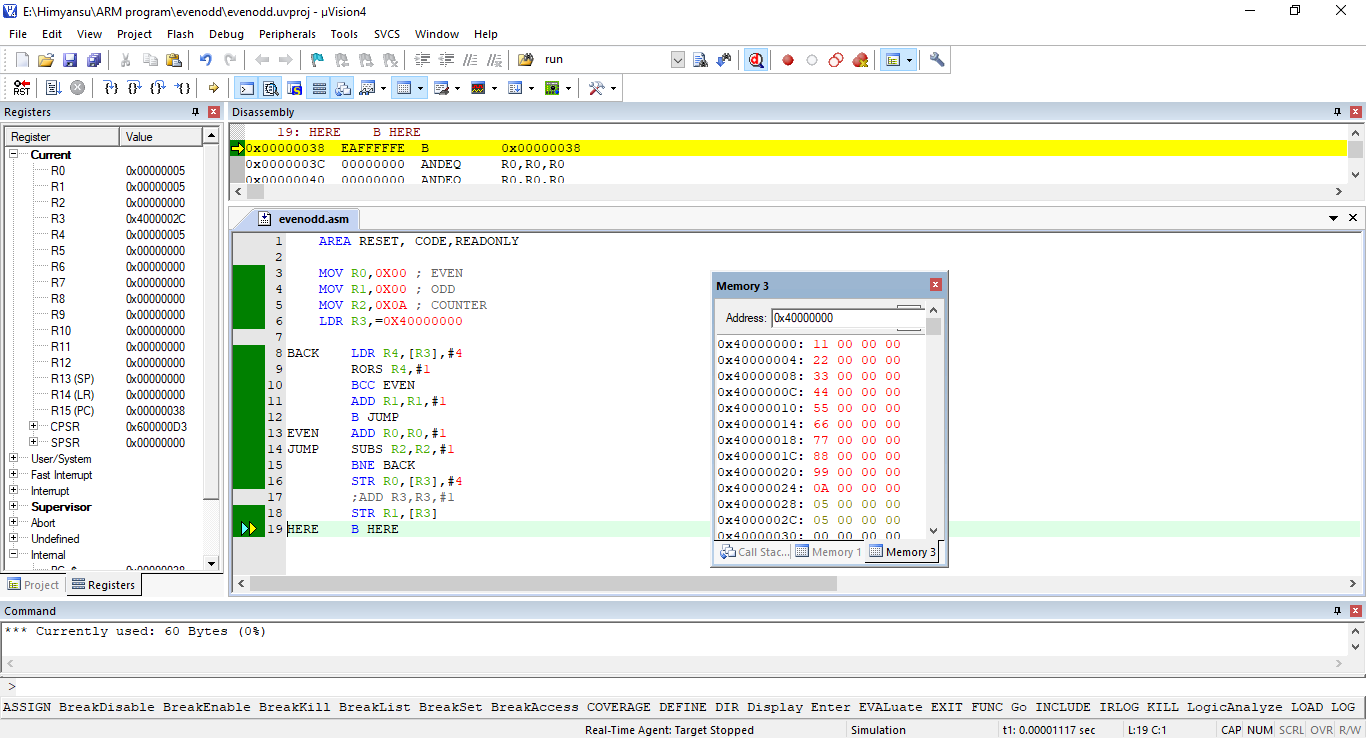 E:\Himyansu\ARM program\evenodd\evenodd.uvproj - µVision4
File Edit View Project Flash Debug Peripherals Tools SVCS Window Help
run
RST
Registers
Register Value
Current
R0 0x00000005
R1 0x00000005
R2 0x00000000
R3 0x4000002C
R4 0x00000005
R5 0x00000000
R6 0x00000000
R7 0x00000000
R8 0x00000000
R9 0x00000000
R10 0x00000000
R11 0x00000000
R12 0x00000000
R13 (SP) 0x00000000
R14 (LR) 0x00000000
R15 (PC) 0x00000038
CPSR 0x600000D3
SPSR 0x00000000
User/System
Fast Interrupt
Interrupt
Supervisor
Abort
Undefined
Internal
PC $ 0x00000038
Project Registers
Disassembly
19: HERE B HERE
0x00000038 EAFFFFFE B 0x00000038
0x0000003C 00000000 ANDEQ R0,R0,R0
0x00000040 00000000 ANDEQ R0,R0,R0
evenodd.asm
1 AREA RESET, CODE,READONLY
2
3 MOV R0,0X00 ; EVEN
4 MOV R1,0X00 ; ODD
5 MOV R2,0X0A ; COUNTER
6 LDR R3,=0X40000000
7
8 BACK LDR R4,[R3],#4
9 RORS R4,#1
10 BCC EVEN
11 ADD R1,R1,#1
12 B JUMP
13 EVEN ADD R0,R0,#1
14 JUMP SUBS R2,R2,#1
15 BNE BACK
16 STR R0,[R3],#4
17 ;ADD R3,R3,#1
18 STR R1,[R3]
19 HERE B HERE
Memory 3
Address: 0x40000000
0x40000000: 11 00 00 00
0x40000004: 22 00 00 00
0x40000008: 33 00 00 00
0x4000000C: 44 00 00 00
0x40000010: 55 00 00 00
0x40000014: 66 00 00 00
0x40000018: 77 00 00 00
0x4000001C: 88 00 00 00
0x40000020: 99 00 00 00
0x40000024: 0A 00 00 00
0x40000028: 05 00 00 00
0x4000002C: 05 00 00 00
0x40000030: 00 00 00 00
Call Stac... Memory 1 Memory 3
Command
*** Currently used: 60 Bytes (0%)
>
ASSIGN BreakDisable BreakEnable BreakKill BreakList BreakSet BreakAccess COVERAGE DEFINE DIR Display Enter EVALuate EXIT FUNC Go INCLUDE IRLOG KILL LogicAnalyze LOAD LOG
Real-Time Agent: Target Stopped Simulation t1: 0.00001117 sec L:19 C:1 CAP NUM SCRL OVR R/W